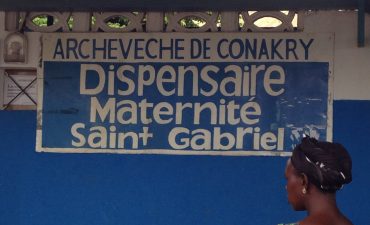 ARCHEVECHE DE CONAKRY
Dispensaire
Maternité
Saint Gabriel